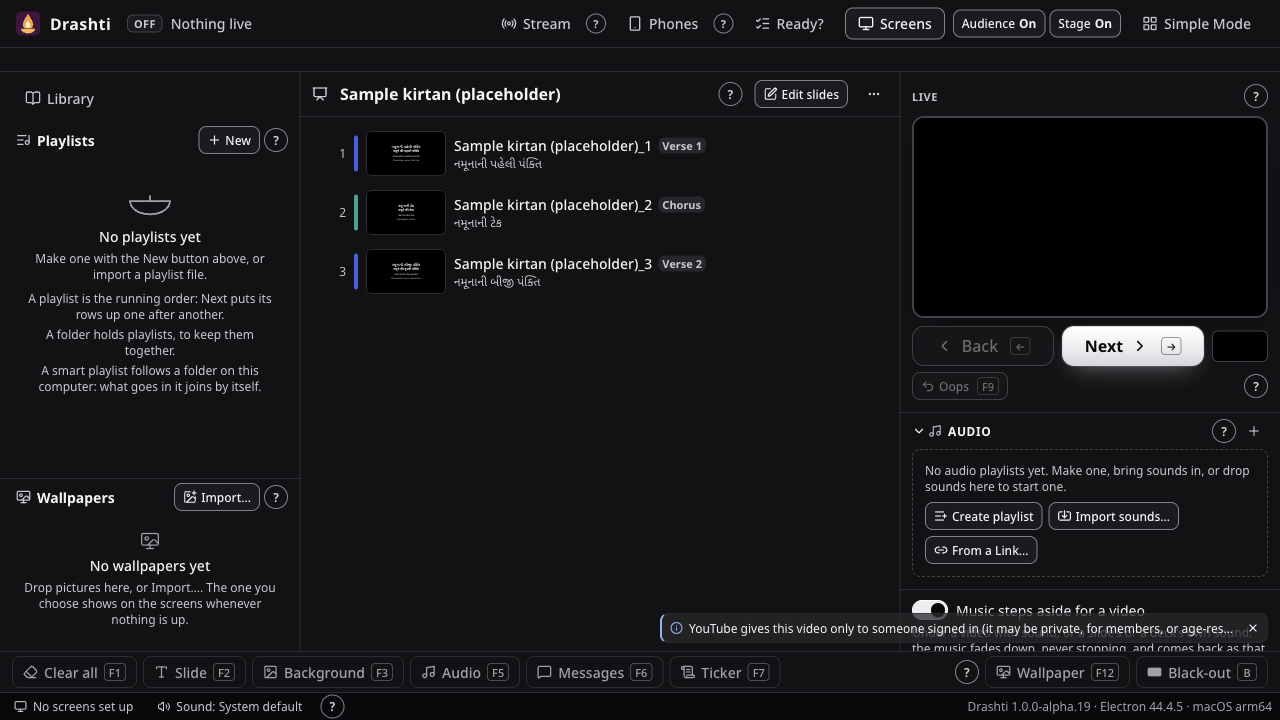 Drashti OFF Nothing live Stream ? Phones ? Ready? Screens Audience On Stage On Simple Mode
Library
Playlists New ?
No playlists yet
Make one with the New button above, or
import a playlist file.
A playlist is the running order: Next puts its
rows up one after another.
A folder holds playlists, to keep them
together.
A smart playlist follows a folder on this
computer: what goes in it joins by itself.
Wallpapers Import... ?
No wallpapers yet
Drop pictures here, or Import.... The one you
choose shows on the screens whenever
nothing is up.
Sample kirtan (placeholder) ? Edit slides
1 Sample kirtan (placeholder)_1 Verse 1
નમૂનાની પહેલી પંક્તિ
2 Sample kirtan (placeholder)_2 Chorus
નમૂનાની ટેક
3 Sample kirtan (placeholder)_3 Verse 2
નમૂનાની બીજી પંક્તિ
LIVE ?
Back ← Next →
Oops F9 ?
AUDIO ?
No audio playlists yet. Make one, bring sounds in, or drop
sounds here to start one.
Create playlist Import sounds...
From a Link...
Music steps aside for a video
YouTube gives this video only to someone signed in (it may be private, for members, or age-res...
the music fades down, never stopping, and comes back as that
Clear all F1 Slide F2 Background F3 Audio F5 Messages F6 Ticker F7 ? Wallpaper F12 Black-out B
No screens set up Sound: System default ? Drashti 1.0.0-alpha.19 · Electron 44.4.5 · macOS arm64